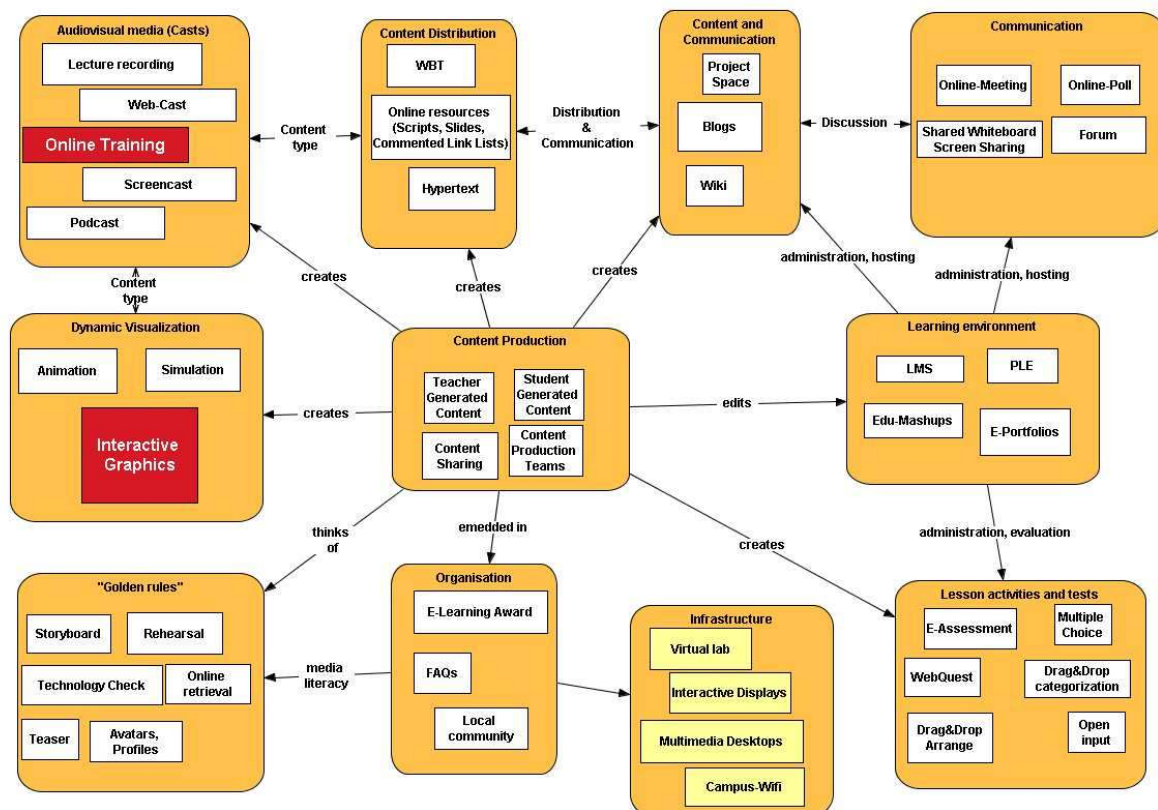 Audiovisual media (Casts)
Lecture recording
Web-Cast
Online Training
Screencast
Podcast
Content
type
Content Distribution
WBT
Online resources
(Scripts, Slides,
Commented Link Lists)
Hypertext
Distribution
&
Communication
Content and
Communication
Project
Space
Blogs
Wiki
Discussion
Communication
Online-Meeting
Online-Poll
Shared Whiteboard
Screen Sharing
Forum
Content
type
creates
creates
creates
administration, hosting
administration, hosting
Dynamic Visualization
Animation
Simulation
Interactive
Graphics
creates
Content Production
Teacher
Generated
Content
Student
Generated
Content
Content
Sharing
Content
Production
Teams
edits
Learning environment
LMS
PLE
Edu-Mashups
E-Portfolios
thinks
of
emedded in
creates
administration, evaluation
"Golden rules"
Storyboard
Rehearsal
Technology Check
Online
retrieval
Teaser
Avatars,
Profiles
media
literacy
Organisation
E-Learning Award
FAQs
Local
community
Infrastructure
Virtual lab
Interactive Displays
Multimedia Desktops
Campus-Wifi
Lesson activities and tests
E-Assessment
Multiple
Choice
WebQuest
Drag&Drop
categorization
Drag&Drop
Arrange
Open
input